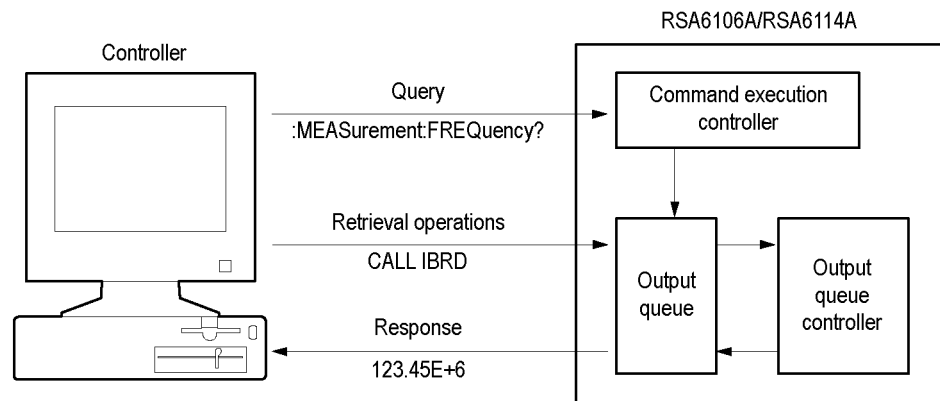 RSA6106A/RSA6114A
Controller
Query
:MEASurement:FREQuency?
Command execution
controller
Retrieval operations
CALL IBRD
Output
queue
Output
queue
controller
Response
123.45E+6